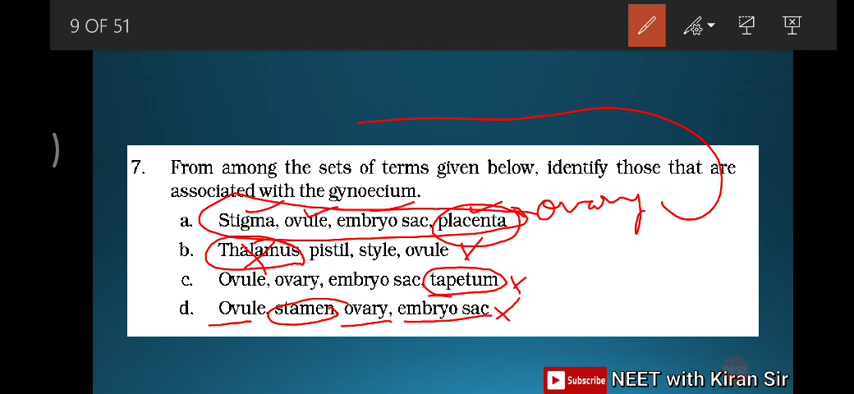 9 OF 51
7. From among the sets of terms given below, identify those that are
associated with the gynoecium.
a. Stigma, ovule, embryo sac, placenta ovary
b. Thalamus, pistil, style, ovule
c. Ovule, ovary, embryo sac, tapetum
d. Ovule, stamen, ovary, embryo sac
Subscribe NEET with Kiran Sir